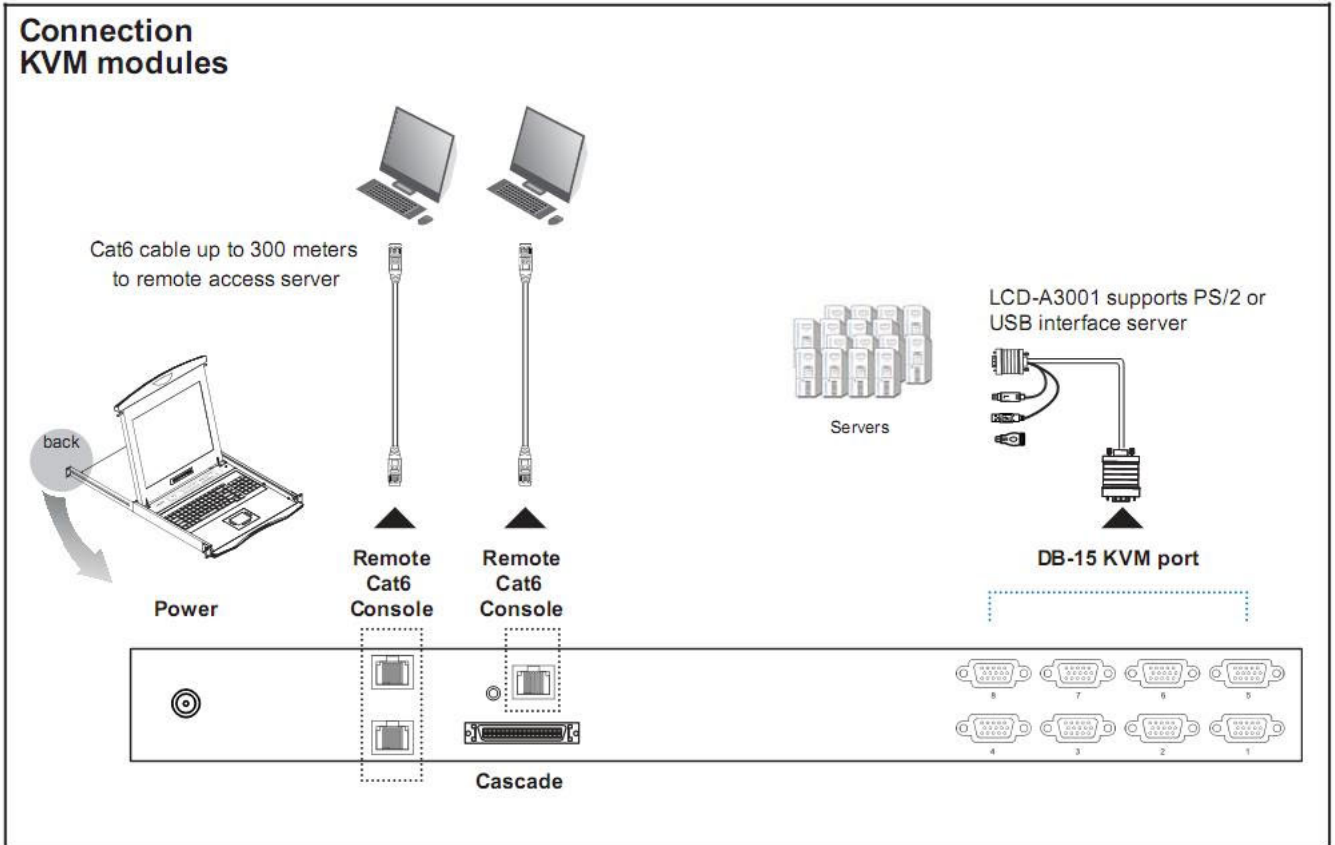 Connection
KVM modules
Cat6 cable up to 300 meters
to remote access server
LCD-A3001 supports PS/2 or
USB interface server
Servers
back
DB-15 KVM port
Remote
Cat6
Console
Remote
Cat6
Console
Power
8 7 6 5
4 3 2 1
Cascade